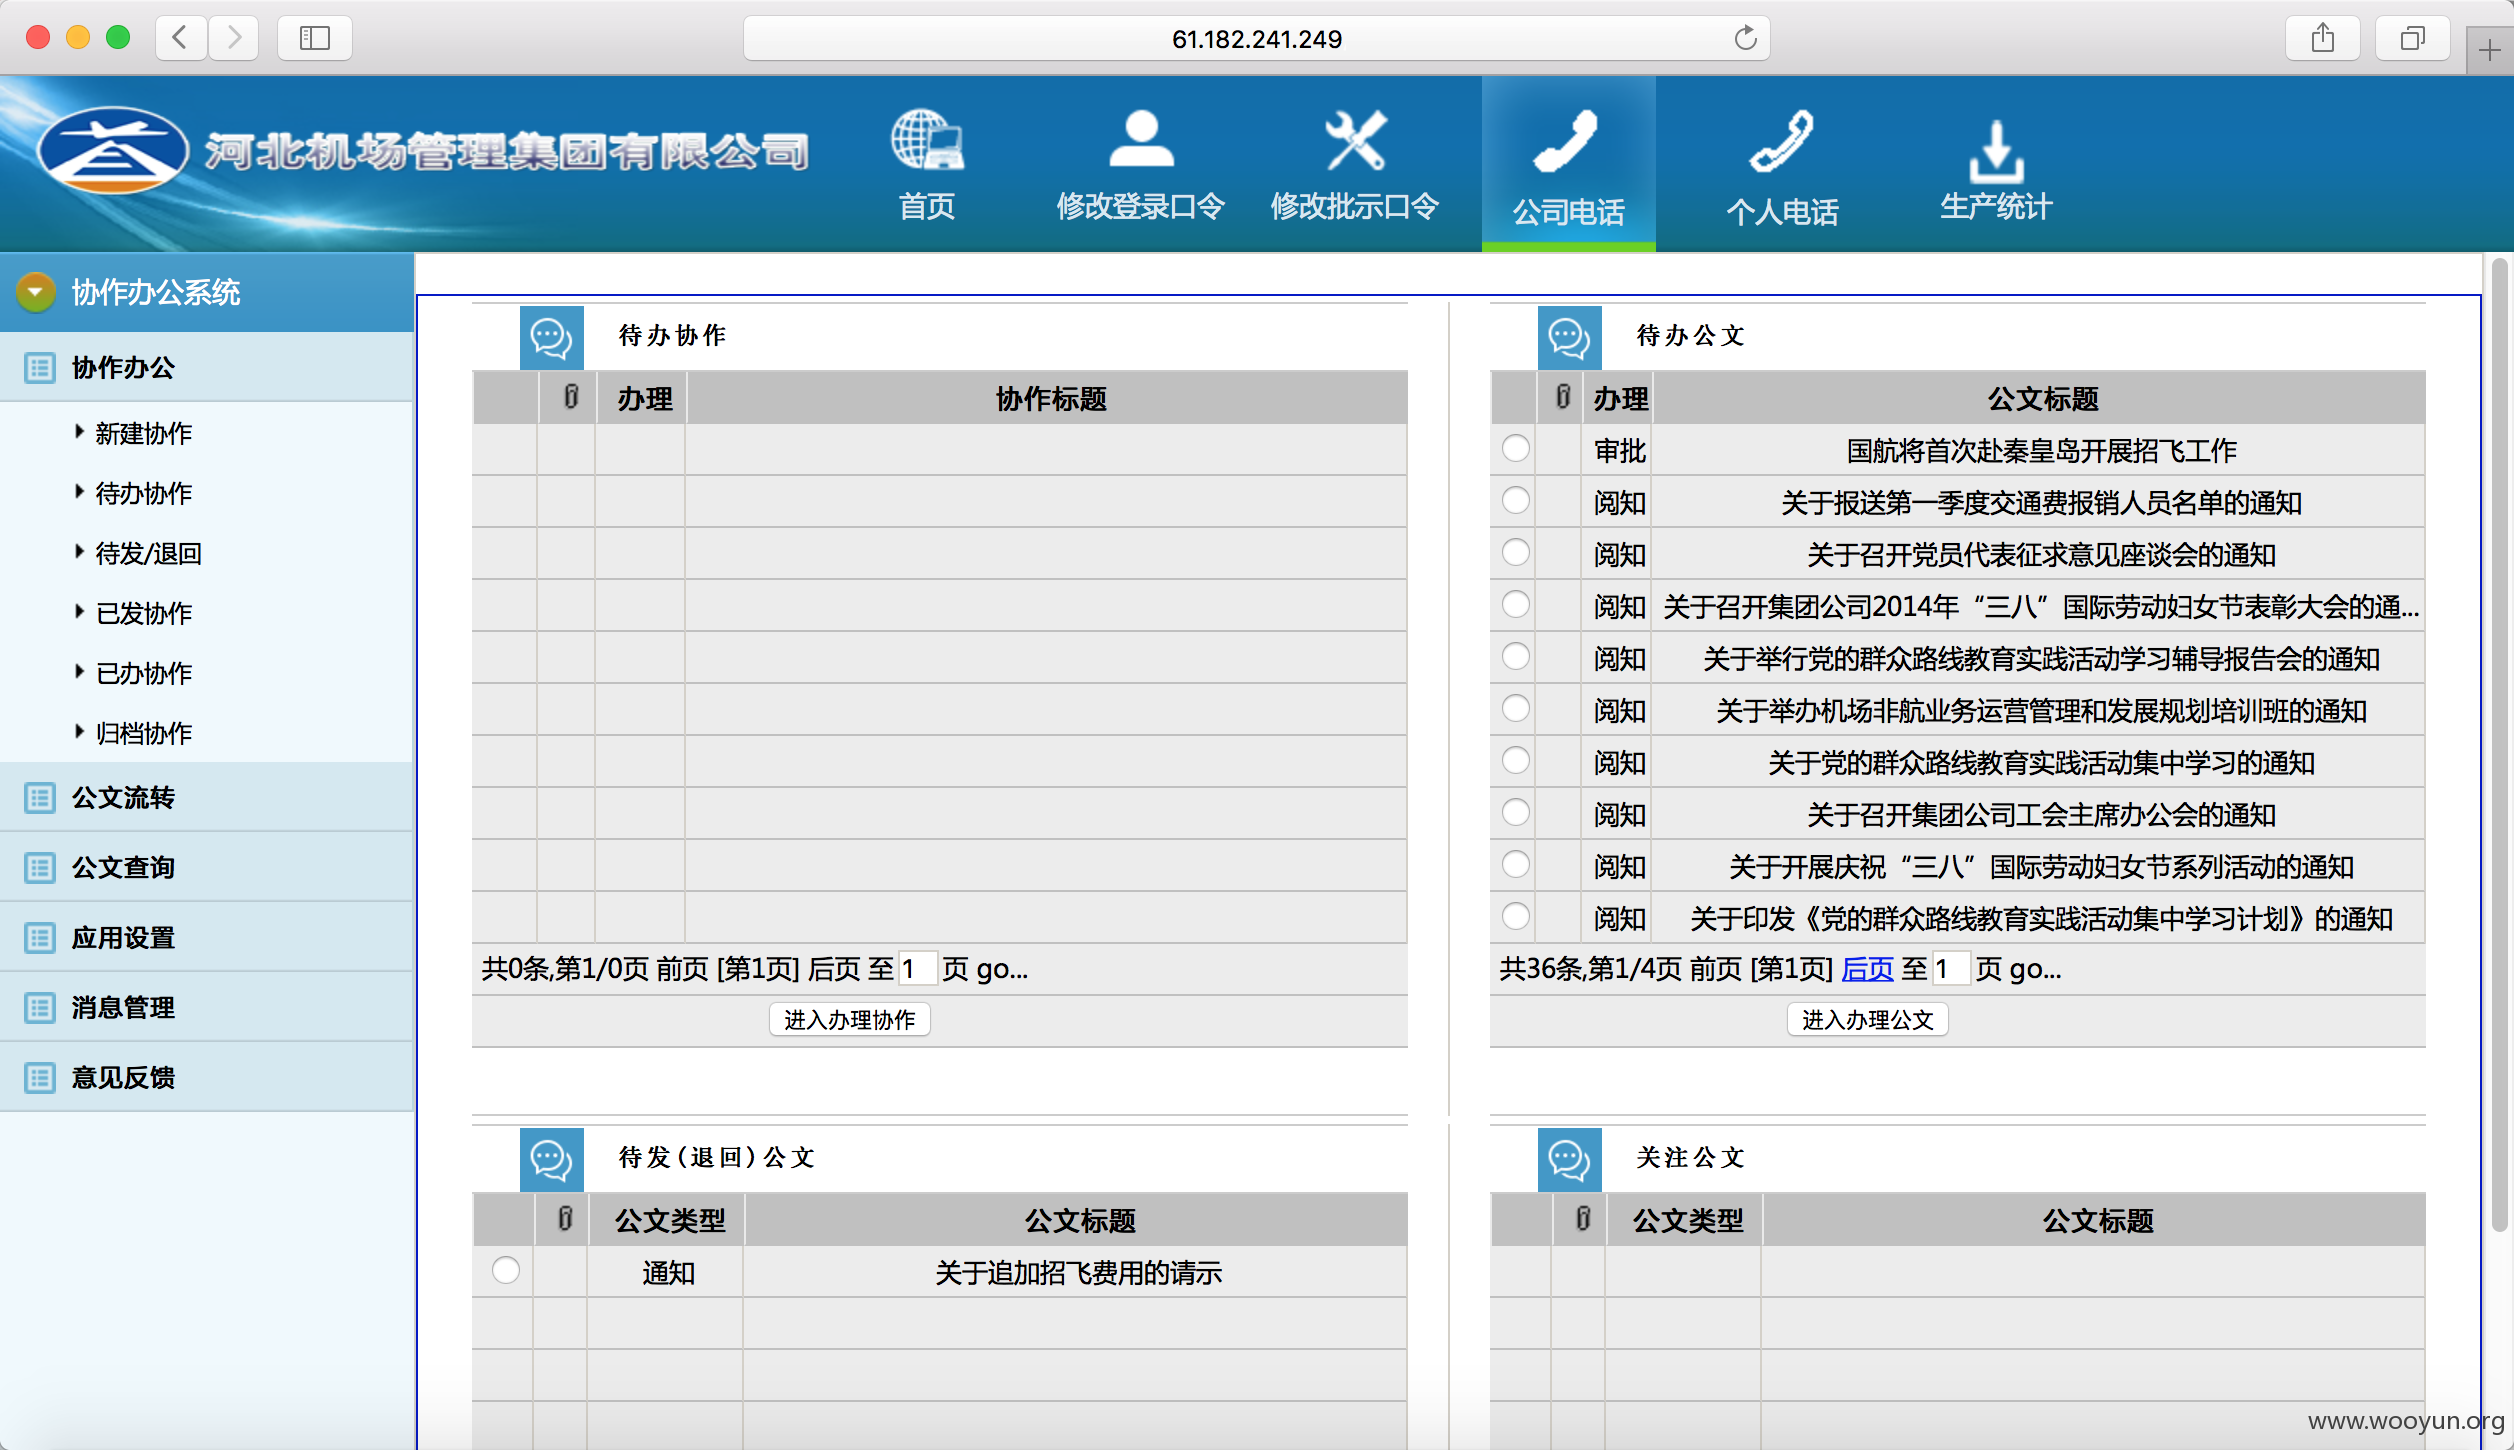 61.182.241.249
河北机场管理集团有限公司
首页
修改登录口令
修改批示口令
公司电话
个人电话
生产统计
协作办公系统
协作办公
新建协作
待办协作
待发/退回
已发协作
已办协作
归档协作
公文流转
公文查询
应用设置
消息管理
意见反馈
待办协作
办理 协作标题
共0条,第1/0页 前页 [第1页] 后页 至 1 页 go...
进入办理协作
待办公文
办理 公文标题
审批 国航将首次赴秦皇岛开展招飞工作
阅知 关于报送第一季度交通费报销人员名单的通知
阅知 关于召开党员代表征求意见座谈会的通知
阅知 关于召开集团公司2014年“三八”国际劳动妇女节表彰大会的通...
阅知 关于举行党的群众路线教育实践活动学习辅导报告会的通知
阅知 关于举办机场非航业务运营管理和发展规划培训班的通知
阅知 关于党的群众路线教育实践活动集中学习的通知
阅知 关于召开集团公司工会主席办公会的通知
阅知 关于开展庆祝“三八”国际劳动妇女节系列活动的通知
阅知 关于印发《党的群众路线教育实践活动集中学习计划》的通知
共36条,第1/4页 前页 [第1页] 后页 至 1 页 go...
进入办理公文
待发(退回)公文
公文类型 公文标题
通知 关于追加招飞费用的请示
关注公文
公文类型 公文标题
www.wooyun.org